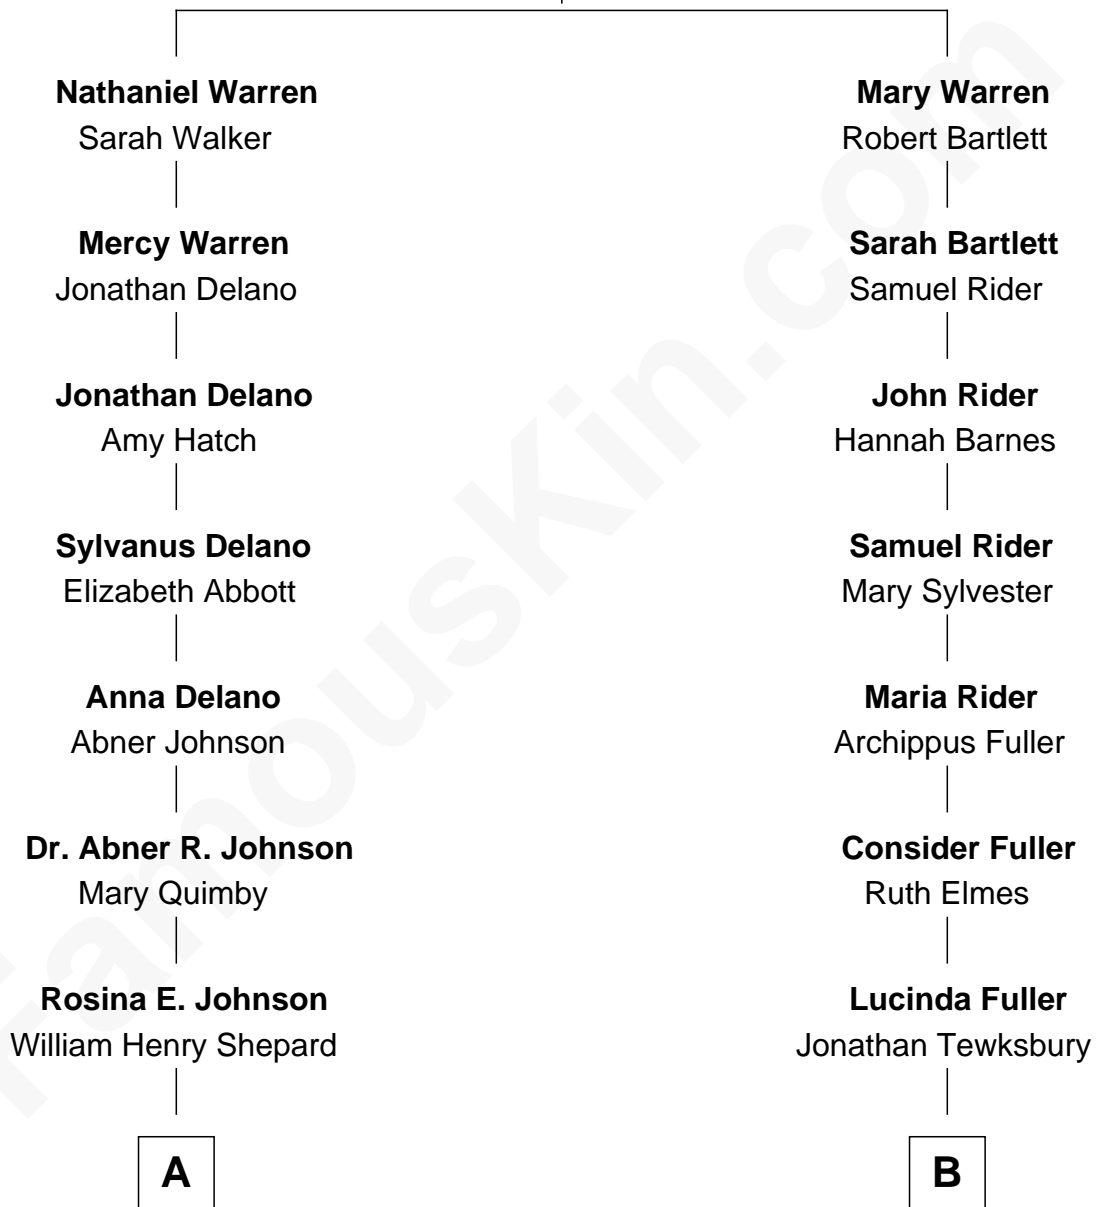 Nathaniel Warren
Sarah Walker
Mary Warren
Robert Bartlett
Mercy Warren
Jonathan Delano
Sarah Bartlett
Samuel Rider
Jonathan Delano
Amy Hatch
John Rider
Hannah Barnes
Sylvanus Delano
Elizabeth Abbott
Samuel Rider
Mary Sylvester
Anna Delano
Abner Johnson
Maria Rider
Archippus Fuller
Dr. Abner R. Johnson
Mary Quimby
Consider Fuller
Ruth Elmes
Rosina E. Johnson
William Henry Shepard
Lucinda Fuller
Jonathan Tewksbury
A
B
FamousKin.com